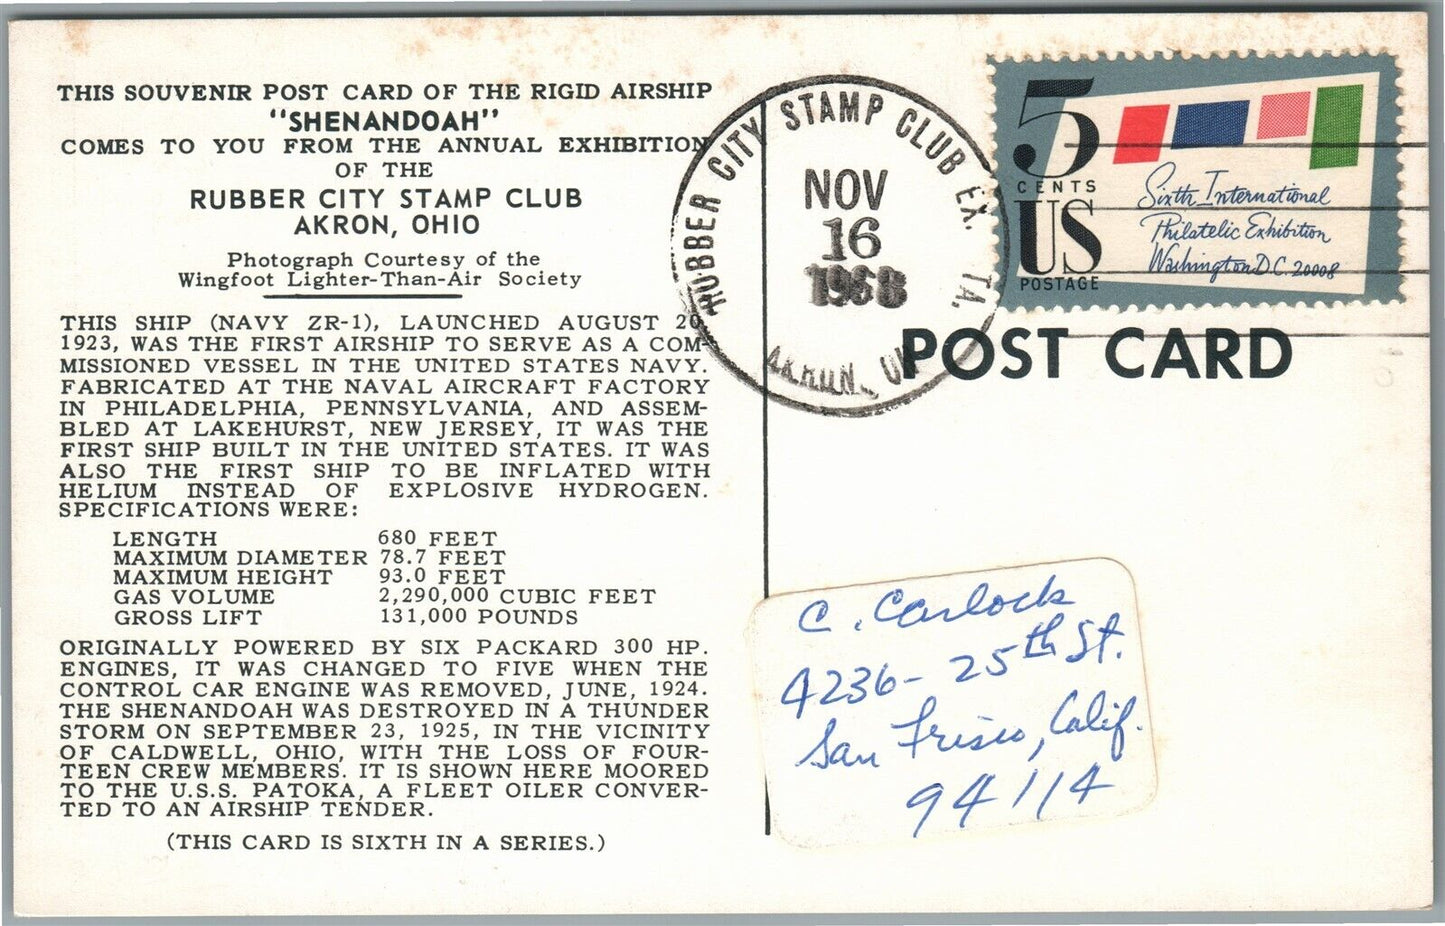 THIS SOUVENIR POST CARD OF THE RIGID AIRSHIP
"SHENANDOAH"
COMES TO YOU FROM THE ANNUAL EXHIBITION
OF THE
RUBBER CITY STAMP CLUB
AKRON, OHIO
Photograph Courtesy of the
Wingfoot Lighter-Than-Air Society
THIS SHIP (NAVY ZR-1), LAUNCHED AUGUST 20
1923, WAS THE FIRST AIRSHIP TO SERVE AS A COM-
MISSIONED VESSEL IN THE UNITED STATES NAVY.
FABRICATED AT THE NAVAL AIRCRAFT FACTORY
IN PHILADELPHIA, PENNSYLVANIA, AND ASSEM-
BLED AT LAKEHURST, NEW JERSEY, IT WAS THE
FIRST SHIP BUILT IN THE UNITED STATES. IT WAS
ALSO THE FIRST SHIP TO BE INFLATED WITH
HELIUM INSTEAD OF EXPLOSIVE HYDROGEN.
SPECIFICATIONS WERE:
LENGTH 680 FEET
MAXIMUM DIAMETER 78.7 FEET
MAXIMUM HEIGHT 93.0 FEET
GAS VOLUME 2,290,000 CUBIC FEET
GROSS LIFT 131,000 POUNDS
ORIGINALLY POWERED BY SIX PACKARD 300 HP.
ENGINES, IT WAS CHANGED TO FIVE WHEN THE
CONTROL CAR ENGINE WAS REMOVED, JUNE, 1924.
THE SHENANDOAH WAS DESTROYED IN A THUNDER
STORM ON SEPTEMBER 23, 1925, IN THE VICINITY
OF CALDWELL, OHIO, WITH THE LOSS OF FOUR-
TEEN CREW MEMBERS. IT IS SHOWN HERE MOORED
TO THE U.S.S. PATOKA, A FLEET OILER CONVER-
TED TO AN AIRSHIP TENDER.
(THIS CARD IS SIXTH IN A SERIES.)
RUBBER CITY STAMP CLUB EX. TA.
NOV
16
1968
AKRON,
5
CENTS
US
POSTAGE
Sixth International
Philatelic Exhibition
Washington D.C. 20008
POST CARD
C. Carlock
4236- 25th St.
San Frisco, Calif.
94114